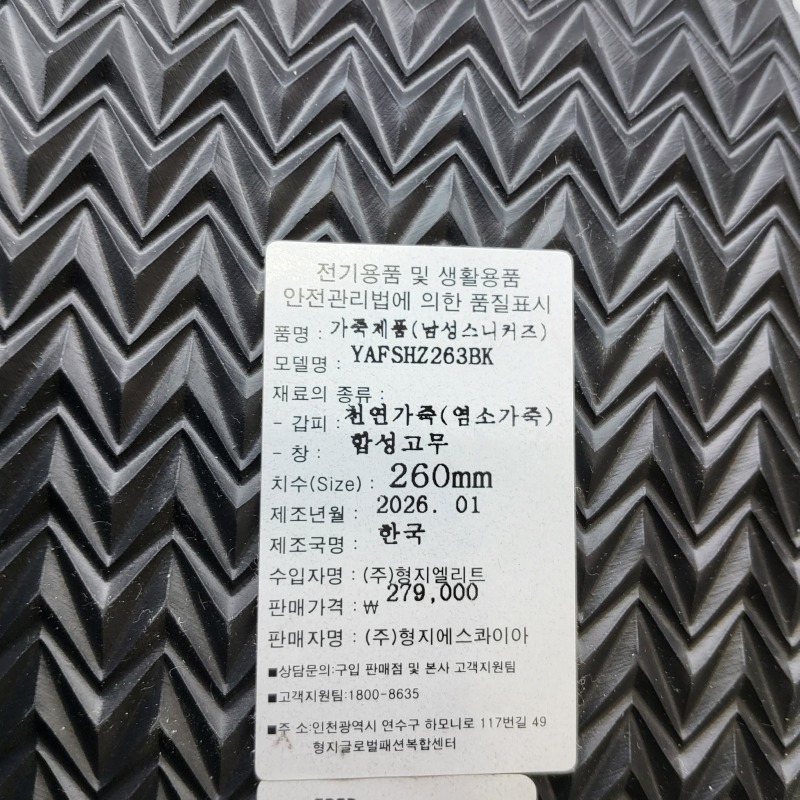 전기용품 및 생활용품
안전관리법에 의한 품질표시
품명 : 가죽제품(남성스니커즈)
모델명 : YAFSHZ263BK
재료의 종류 :
- 갑피 : 천연가죽(염소가죽)
- 창 : 합성고무
치수(Size) : 260mm
제조년월 : 2026. 01
제조국명 : 한국
수입자명 : (주)형지엘리트
판매가격 : ₩ 279,000
판매자명 : (주)형지에스콰이아
■상담문의:구입 판매점 및 본사 고객지원팀
■고객지원팀:1800-8635
■주 소:인천광역시 연수구 하모니로 117번길 49
형지글로벌패션복합센터